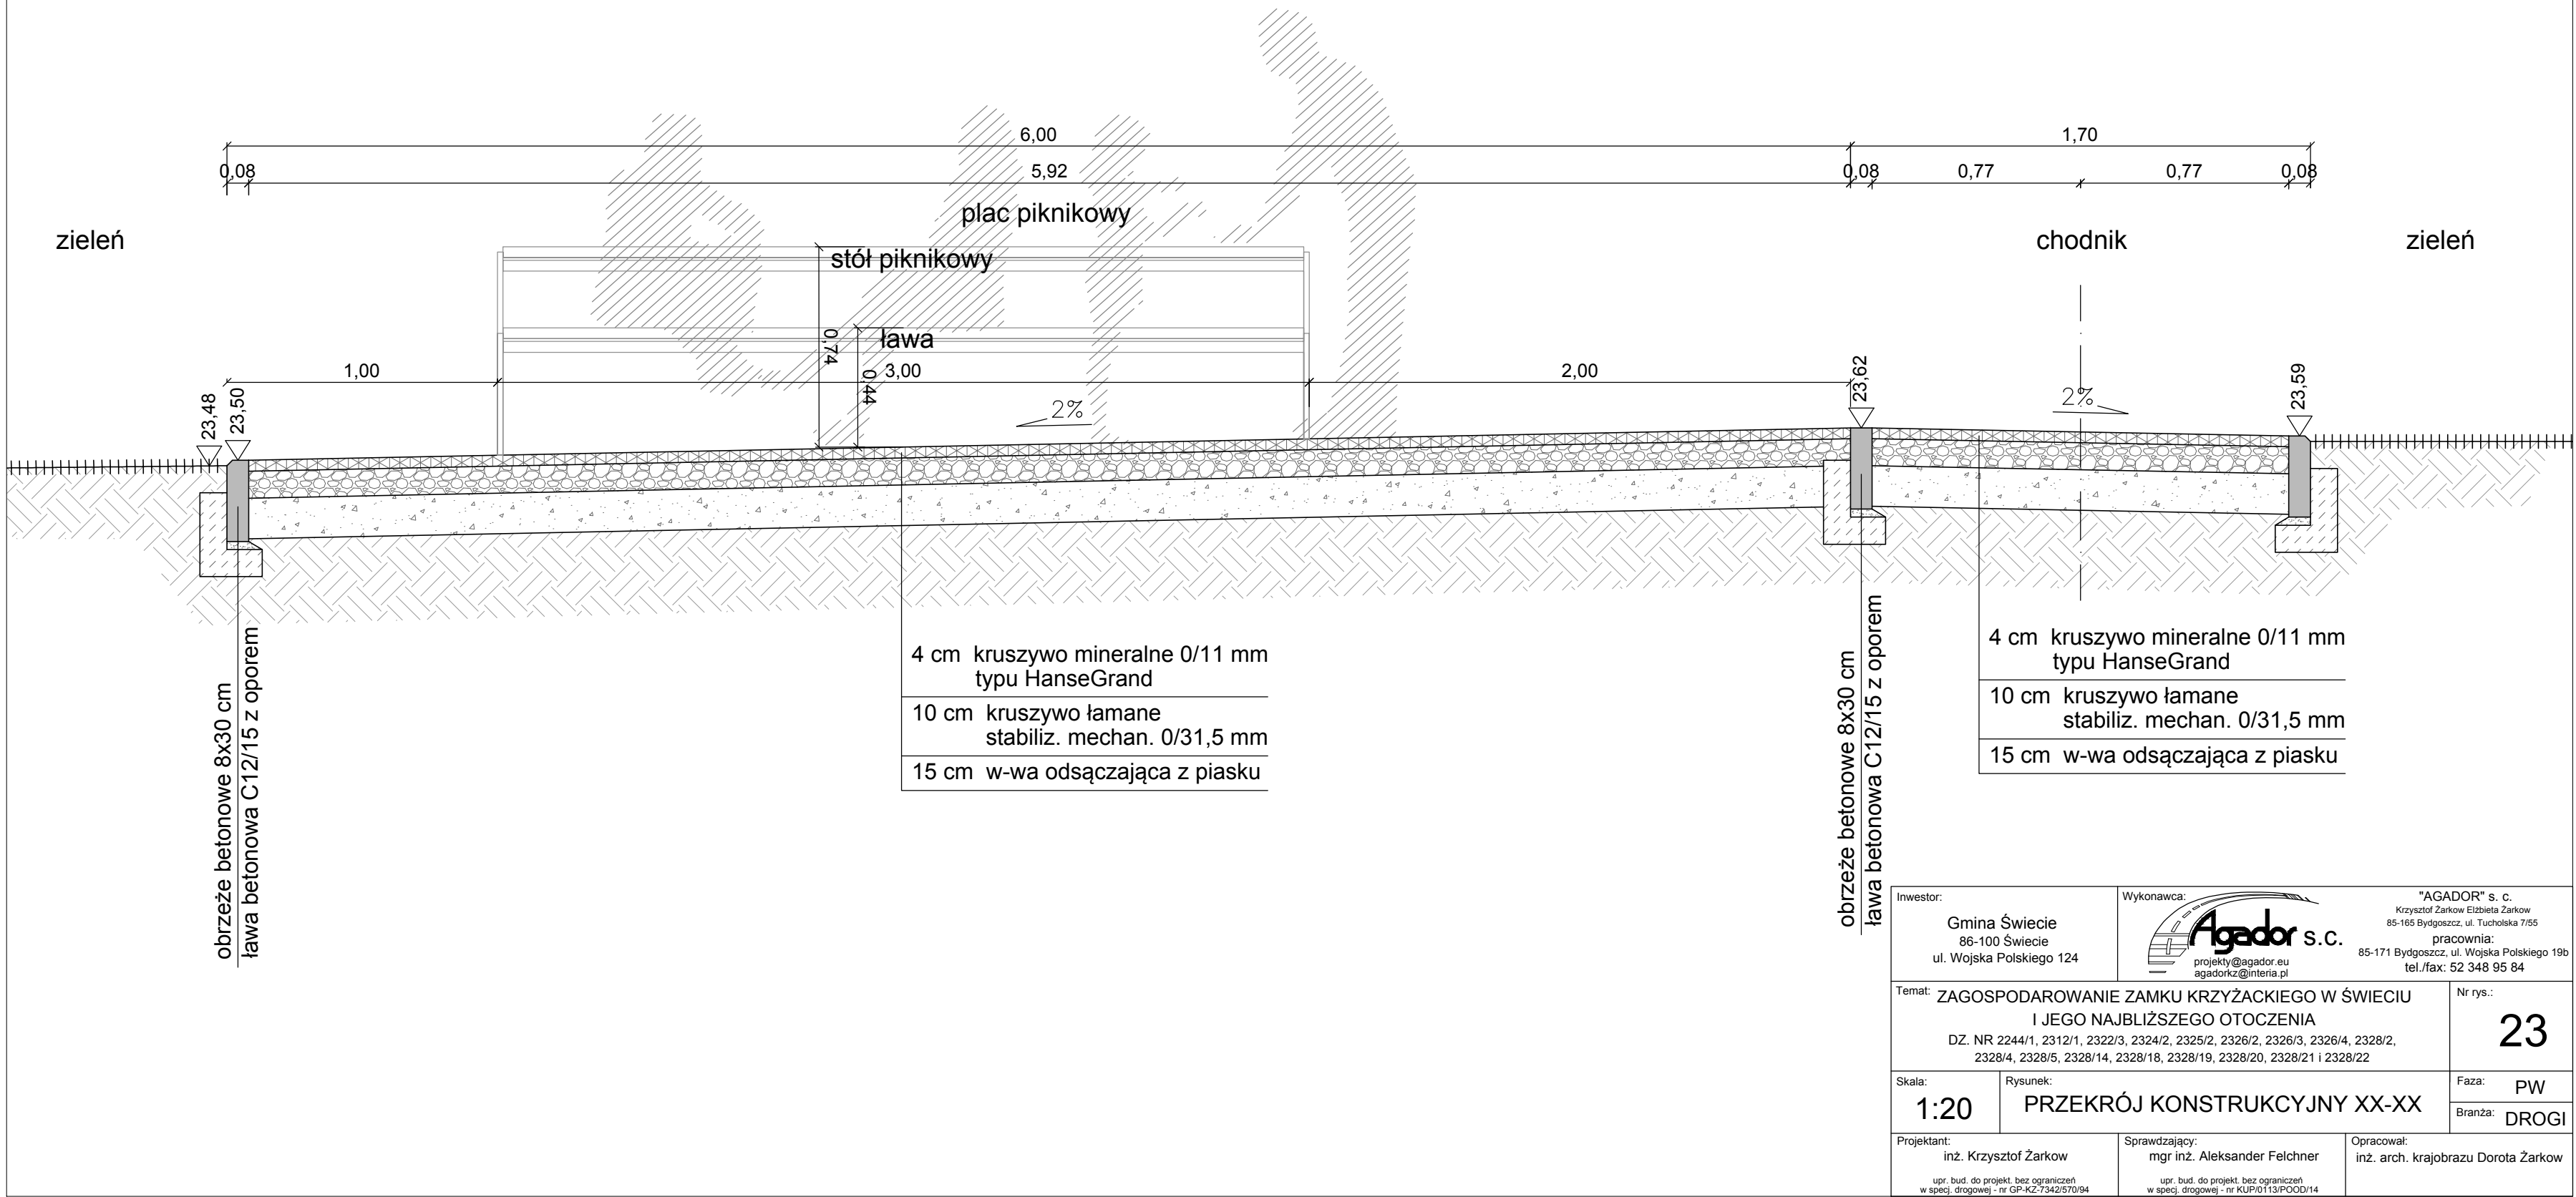 6,00
1,70
0,08
5,92
0,08
0,77
0,77
0,08
plac piknikowy
zieleń
chodnik
zieleń
stół piknikowy
0,74
ława
0,44
1,00
3,00
2,00
23,48
23,50
2%
23,62
2%
23,59
obrzeże betonowe 8x30 cm
ława betonowa C12/15 z oporem
4 cm kruszywo mineralne 0/11 mm
typu HanseGrand
10 cm kruszywo łamane
stabiliz. mechan. 0/31,5 mm
15 cm w-wa odsączająca z piasku
obrzeże betonowe 8x30 cm
ława betonowa C12/15 z oporem
4 cm kruszywo mineralne 0/11 mm
typu HanseGrand
10 cm kruszywo łamane
stabiliz. mechan. 0/31,5 mm
15 cm w-wa odsączająca z piasku
Inwestor:
Gmina Świecie
86-100 Świecie
ul. Wojska Polskiego 124
Wykonawca:
Agador s.c.
projekty@agador.eu
agadorkz@interia.pl
"AGADOR" s. c.
Krzysztof Żarkow Elżbieta Żarkow
85-165 Bydgoszcz, ul. Tucholska 7/55
pracownia:
85-171 Bydgoszcz, ul. Wojska Polskiego 19b
tel./fax: 52 348 95 84
Temat: ZAGOSPODAROWANIE ZAMKU KRZYŻACKIEGO W ŚWIECIU
I JEGO NAJBLIŻSZEGO OTOCZENIA
DZ. NR 2244/1, 2312/1, 2322/3, 2324/2, 2325/2, 2326/2, 2326/3, 2326/4, 2328/2,
2328/4, 2328/5, 2328/14, 2328/18, 2328/19, 2328/20, 2328/21 i 2328/22
Nr rys.:
23
Skala:
1:20
Rysunek:
PRZEKRÓJ KONSTRUKCYJNY XX-XX
Faza: PW
Branża: DROGI
Projektant:
inż. Krzysztof Żarkow
upr. bud. do projekt. bez ograniczeń
w specj. drogowej - nr GP-KZ-7342/570/94
Sprawdzający:
mgr inż. Aleksander Felchner
upr. bud. do projekt. bez ograniczeń
w specj. drogowej - nr KUP/0113/POOD/14
Opracował:
inż. arch. krajobrazu Dorota Żarkow